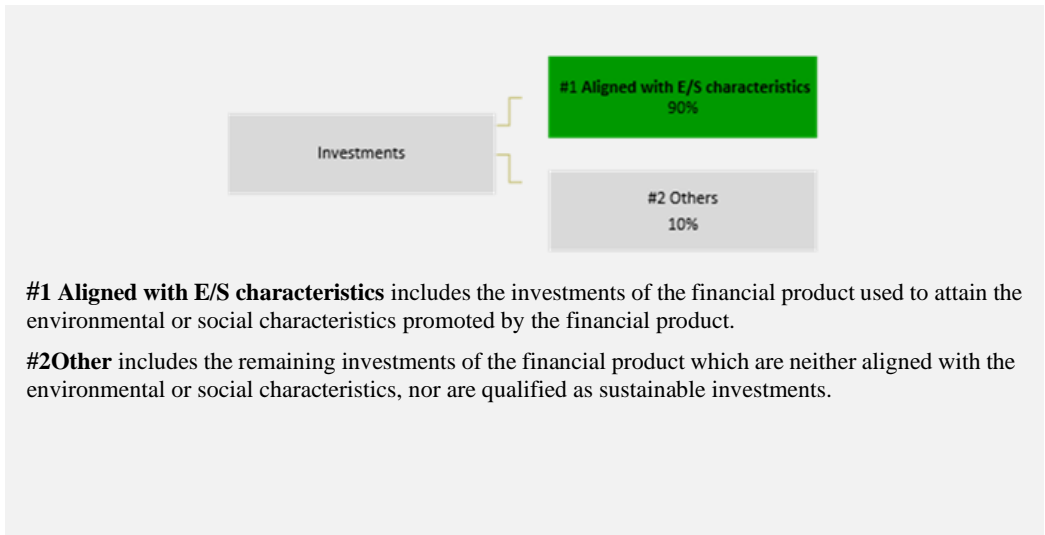 #1 Aligned with E/S characteristics
90%
Investments
#2 Others
10%
#1 Aligned with E/S characteristics includes the investments of the financial product used to attain the
environmental or social characteristics promoted by the financial product.
#2Other includes the remaining investments of the financial product which are neither aligned with the
environmental or social characteristics, nor are qualified as sustainable investments.